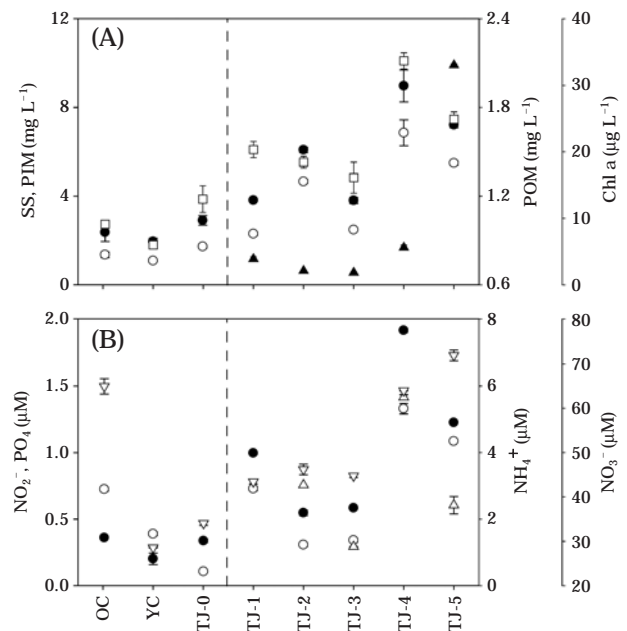 (A)
12
8
4
0
SS, PIM (mg L⁻¹)
2.4
1.8
1.2
0.6
POM (mg L⁻¹)
40
30
20
10
0
Chl a (µg L⁻¹)
(B)
2.0
1.5
1.0
0.5
0.0
NO₂⁻, PO₄ (µM)
8
6
4
2
0
NH₄⁺ (µM)
80
70
60
50
40
30
20
NO₃⁻ (µM)
OC
YC
TJ-0
TJ-1
TJ-2
TJ-3
TJ-4
TJ-5